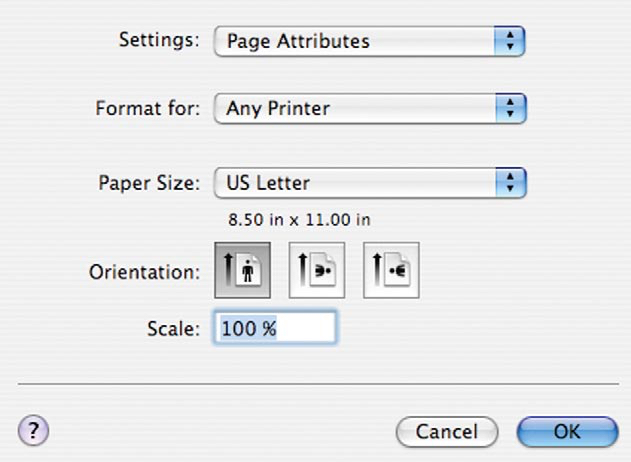 Settings: Page Attributes
Format for: Any Printer
Paper Size: US Letter
8.50 in x 11.00 in
Orientation:
Scale: 100 %
? Cancel OK